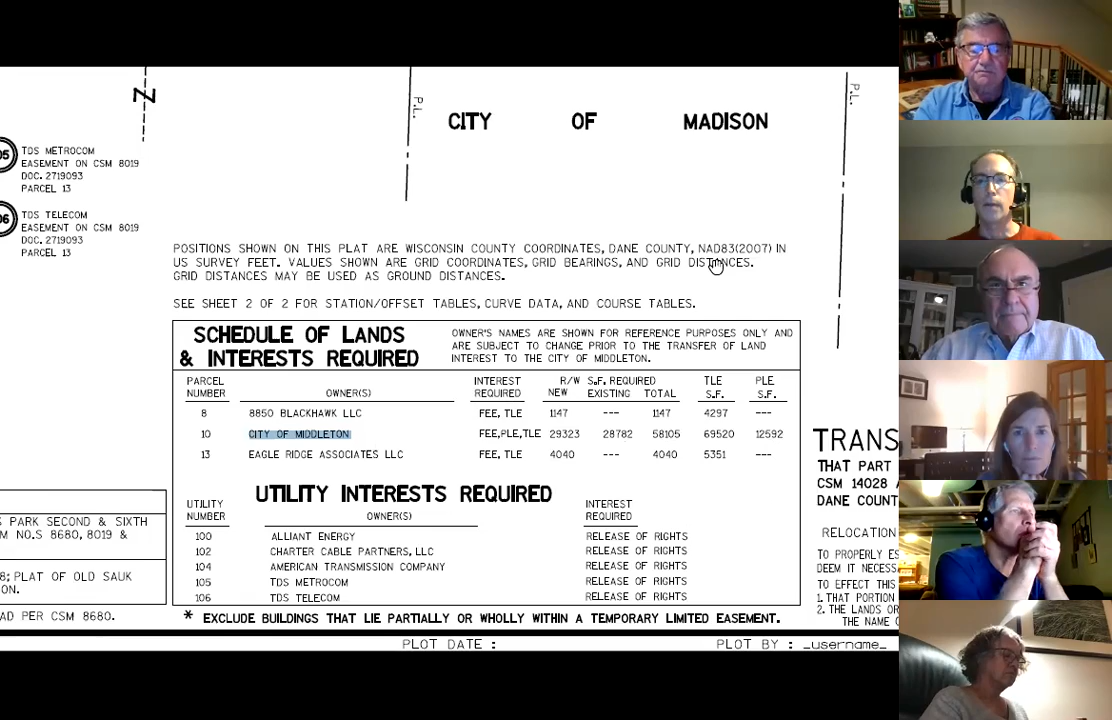 N
P.L.
CITY OF MADISON
P.L.
05
TDS METROCOM
EASEMENT ON CSM 8019
DOC. 2719093
PARCEL 13
06
TDS TELECOM
EASEMENT ON CSM 8019
DOC. 2719093
PARCEL 13
POSITIONS SHOWN ON THIS PLAT ARE WISCONSIN COUNTY COORDINATES, DANE COUNTY, NAD83(2007) IN
US SURVEY FEET. VALUES SHOWN ARE GRID COORDINATES, GRID BEARINGS, AND GRID DISTANCES.
GRID DISTANCES MAY BE USED AS GROUND DISTANCES.
SEE SHEET 2 OF 2 FOR STATION/OFFSET TABLES, CURVE DATA, AND COURSE TABLES.
SCHEDULE OF LANDS
& INTERESTS REQUIRED
OWNER'S NAMES ARE SHOWN FOR REFERENCE PURPOSES ONLY AND
ARE SUBJECT TO CHANGE PRIOR TO THE TRANSFER OF LAND
INTEREST TO THE CITY OF MIDDLETON.
PARCEL NUMBER OWNER(S) INTEREST REQUIRED R/W S.F. REQUIRED NEW EXISTING TOTAL TLE S.F. PLE S.F.
8 8850 BLACKHAWK LLC FEE, TLE 1147 --- 1147 4297 ---
10 CITY OF MIDDLETON FEE,PLE,TLE 29323 28782 58105 69520 12592
13 EAGLE RIDGE ASSOCIATES LLC FEE, TLE 4040 --- 4040 5351 ---
UTILITY INTERESTS REQUIRED
UTILITY NUMBER OWNER(S) INTEREST REQUIRED
100 ALLIANT ENERGY RELEASE OF RIGHTS
102 CHARTER CABLE PARTNERS, LLC RELEASE OF RIGHTS
104 AMERICAN TRANSMISSION COMPANY RELEASE OF RIGHTS
105 TDS METROCOM RELEASE OF RIGHTS
106 TDS TELECOM RELEASE OF RIGHTS
* EXCLUDE BUILDINGS THAT LIE PARTIALLY OR WHOLLY WITHIN A TEMPORARY LIMITED EASEMENT.
S PARK SECOND & SIXTH
M NO.S 8680, 8019 &
8; PLAT OF OLD SAUK
ON.
AD PER CSM 8680.
TRANS
THAT PART
CSM 14028
DANE COUNT
RELOCATION
TO PROPERLY ES
DEEM IT NECESS
TO EFFECT THIS
1. THAT PORTION
2. THE LANDS OR
THE NAME
PLOT DATE :
PLOT BY : _username_